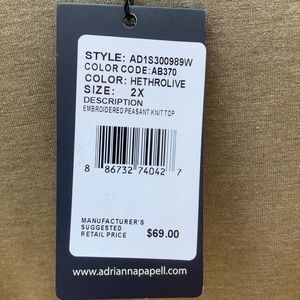 STYLE: AD1S300989W
COLOR CODE: AB370
COLOR: HETHROLIVE
SIZE: 2X
DESCRIPTION
EMBROIDERED PEASANT KNIT TOP
8 86732 74042 7
MANUFACTURER'S
SUGGESTED
RETAIL PRICE $69.00
www.adriannapapell.com